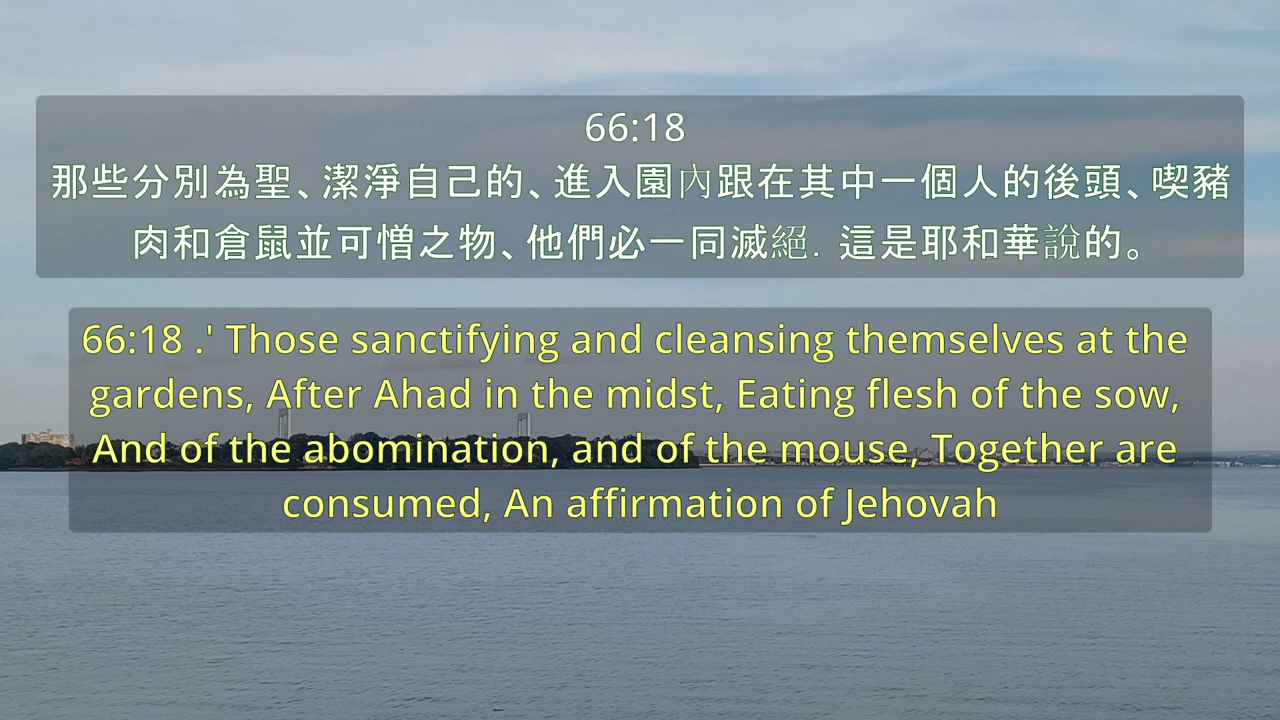 66:18
那些分別為聖、潔淨自己的、進入園內跟在其中一個人的後頭、喫豬
肉和倉鼠並可憎之物、他們必一同滅絕. 這是耶和華說的。
66:18 .' Those sanctifying and cleansing themselves at the
gardens, After Ahad in the midst, Eating flesh of the sow,
And of the abomination, and of the mouse, Together are
consumed, An affirmation of Jehovah